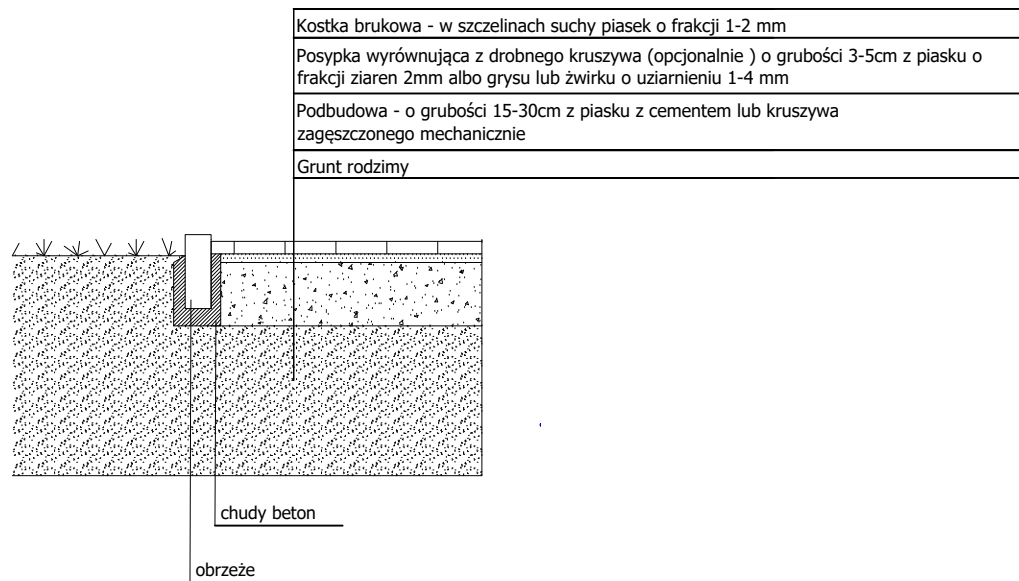 Kostka brukowa - w szczelinach suchy piasek o frakcji 1-2 mm
Posypka wyrównująca z drobnego kruszywa (opcjonalnie ) o grubości 3-5cm z piasku o
frakcji ziaren 2mm albo grysu lub żwirku o uziarnieniu 1-4 mm
Podbudowa - o grubości 15-30cm z piasku z cementem lub kruszywa
zagęszczonego mechanicznie
Grunt rodzimy
chudy beton
obrzeże